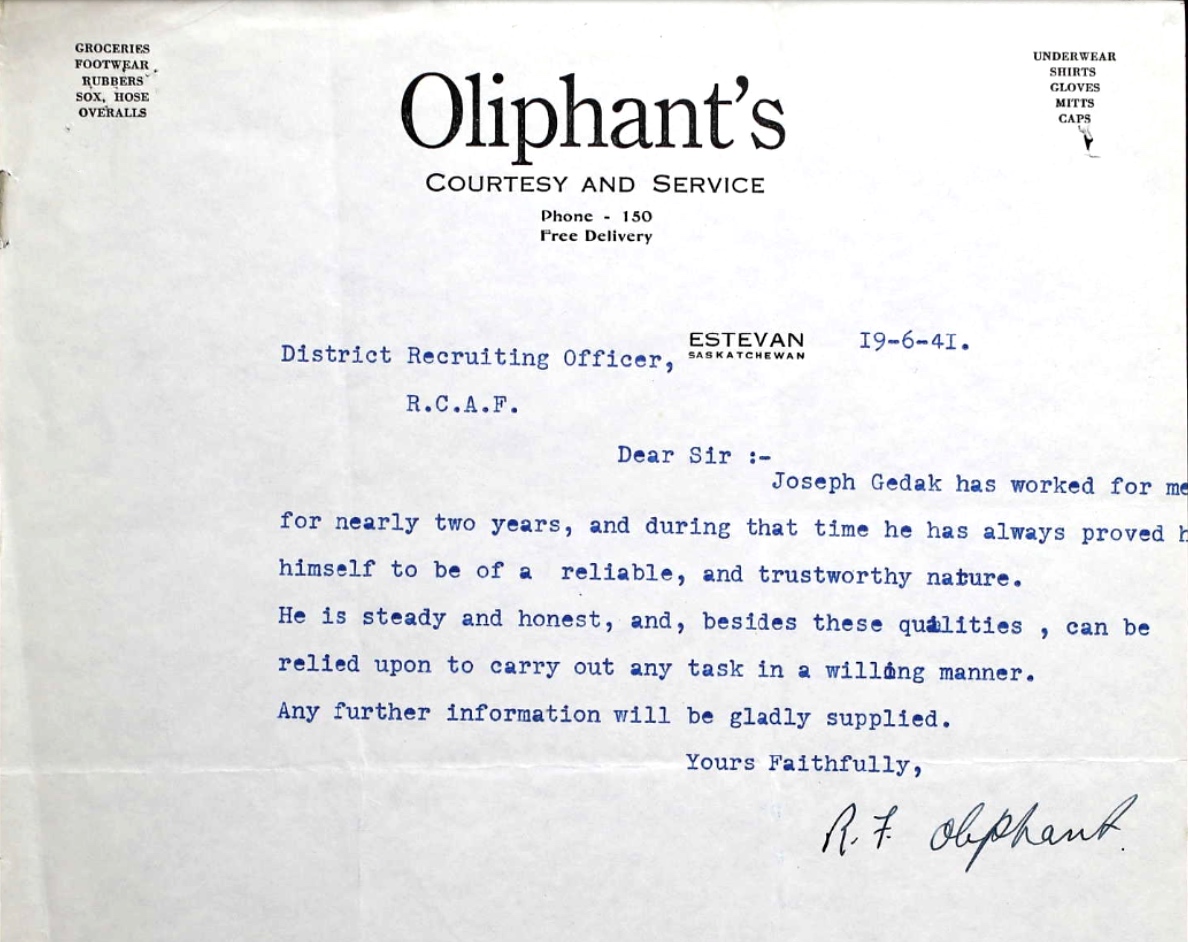 GROCERIES
FOOTWEAR
RUBBERS
SOX, HOSE
OVERALLS
UNDERWEAR
SHIRTS
GLOVES
MITTS
CAPS
Oliphant's
COURTESY AND SERVICE
Phone - 150
Free Delivery
ESTEVAN
SASKATCHEWAN
I9-6-4I.
District Recruiting Officer,
R.C.A.F.
Dear Sir :-
Joseph Gedak has worked for me
for nearly two years, and during that time he has always proved h
himself to be of a reliable, and trustworthy nature.
He is steady and honest, and, besides these qualities , can be
relied upon to carry out any task in a willing manner.
Any further information will be gladly supplied.
Yours Faithfully,
R. F. Oliphant.